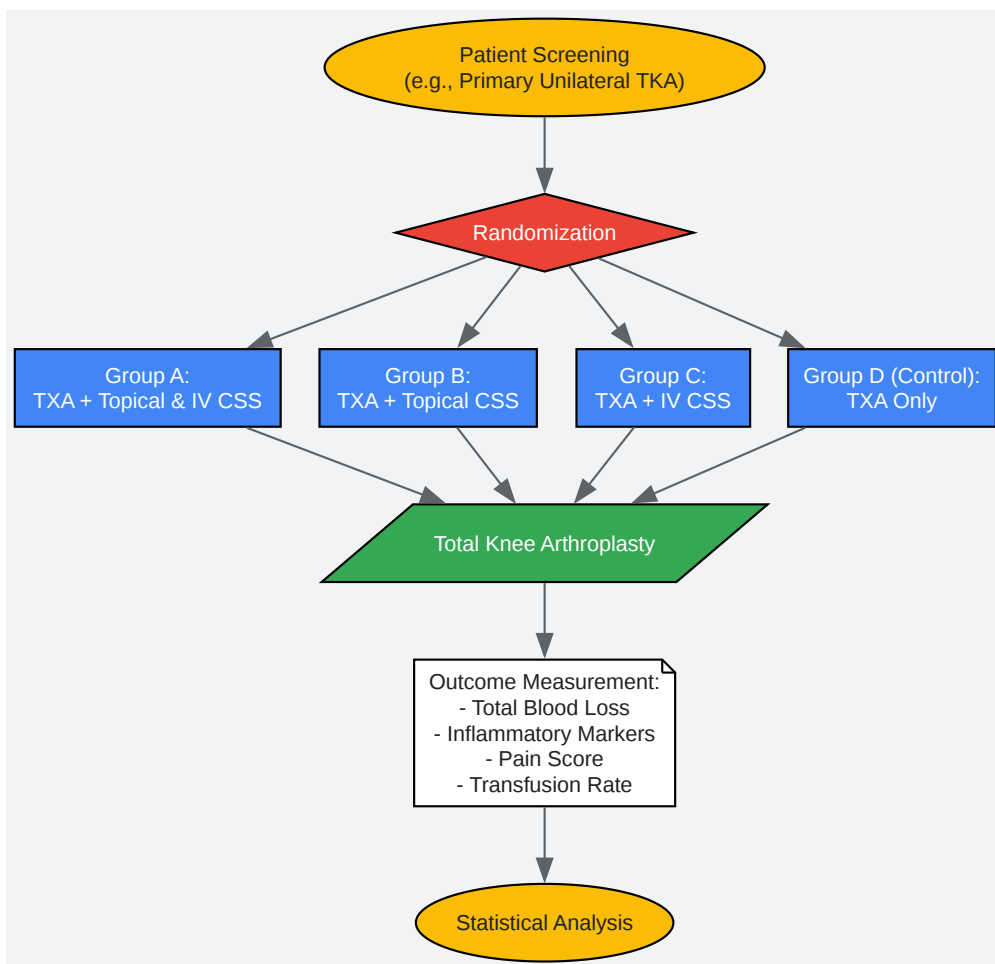 Patient Screening
(e.g., Primary Unilateral TKA)
Randomization
Group A:
TXA + Topical & IV CSS
Group B:
TXA + Topical CSS
Group C:
TXA + IV CSS
Group D (Control):
TXA Only
Total Knee Arthroplasty
Outcome Measurement:
- Total Blood Loss
- Inflammatory Markers
- Pain Score
- Transfusion Rate
Statistical Analysis